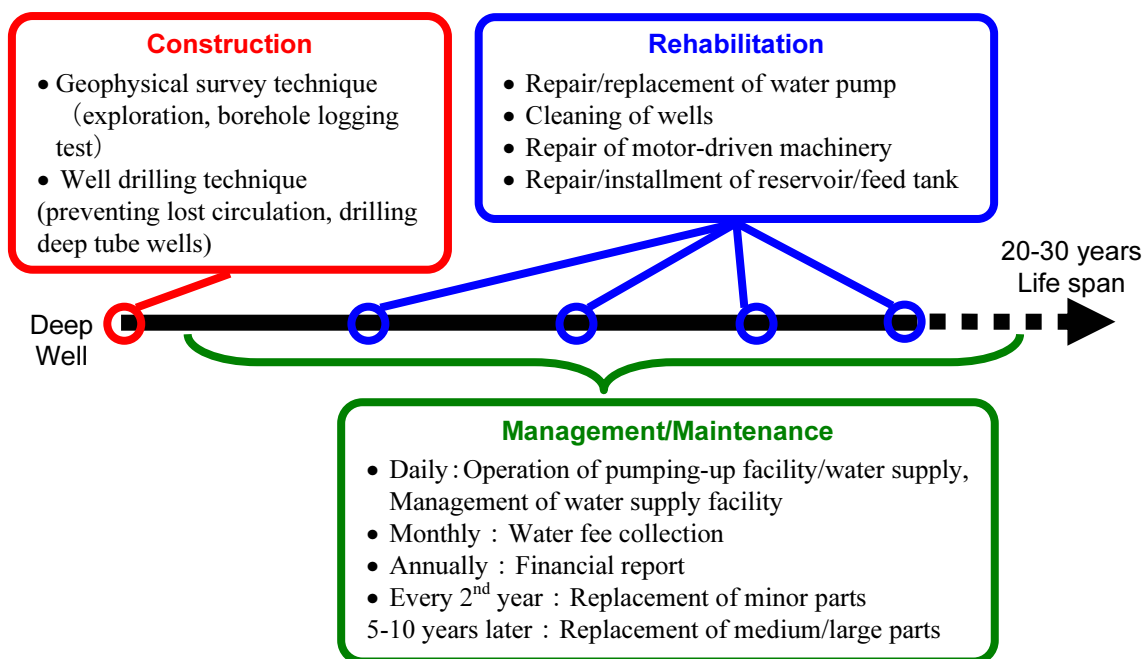 Construction
• Geophysical survey technique
（exploration, borehole logging
test）
• Well drilling technique
(preventing lost circulation, drilling
deep tube wells)
Rehabilitation
• Repair/replacement of water pump
• Cleaning of wells
• Repair of motor-driven machinery
• Repair/installment of reservoir/feed tank
20-30 years
Life span
Deep
Well
Management/Maintenance
• Daily：Operation of pumping-up facility/water supply,
Management of water supply facility
• Monthly：Water fee collection
• Annually：Financial report
• Every 2nd year：Replacement of minor parts
5-10 years later：Replacement of medium/large parts